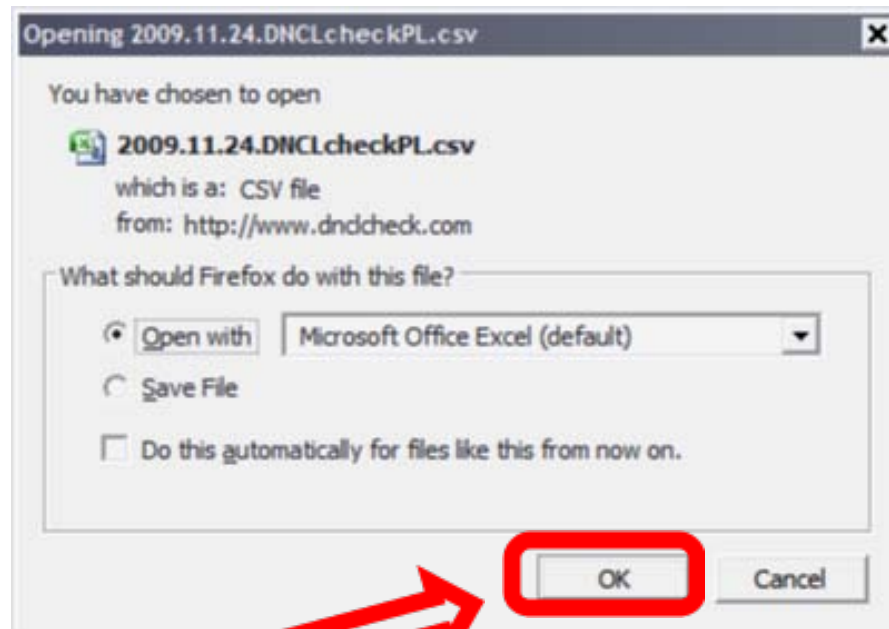 Opening 2009.11.24.DNCLcheckPL.csv
You have chosen to open
2009.11.24.DNCLcheckPL.csv
which is a: CSV file
from: http://www.dnclcheck.com
What should Firefox do with this file?
Open with Microsoft Office Excel (default)
Save File
Do this automatically for files like this from now on.
OK Cancel